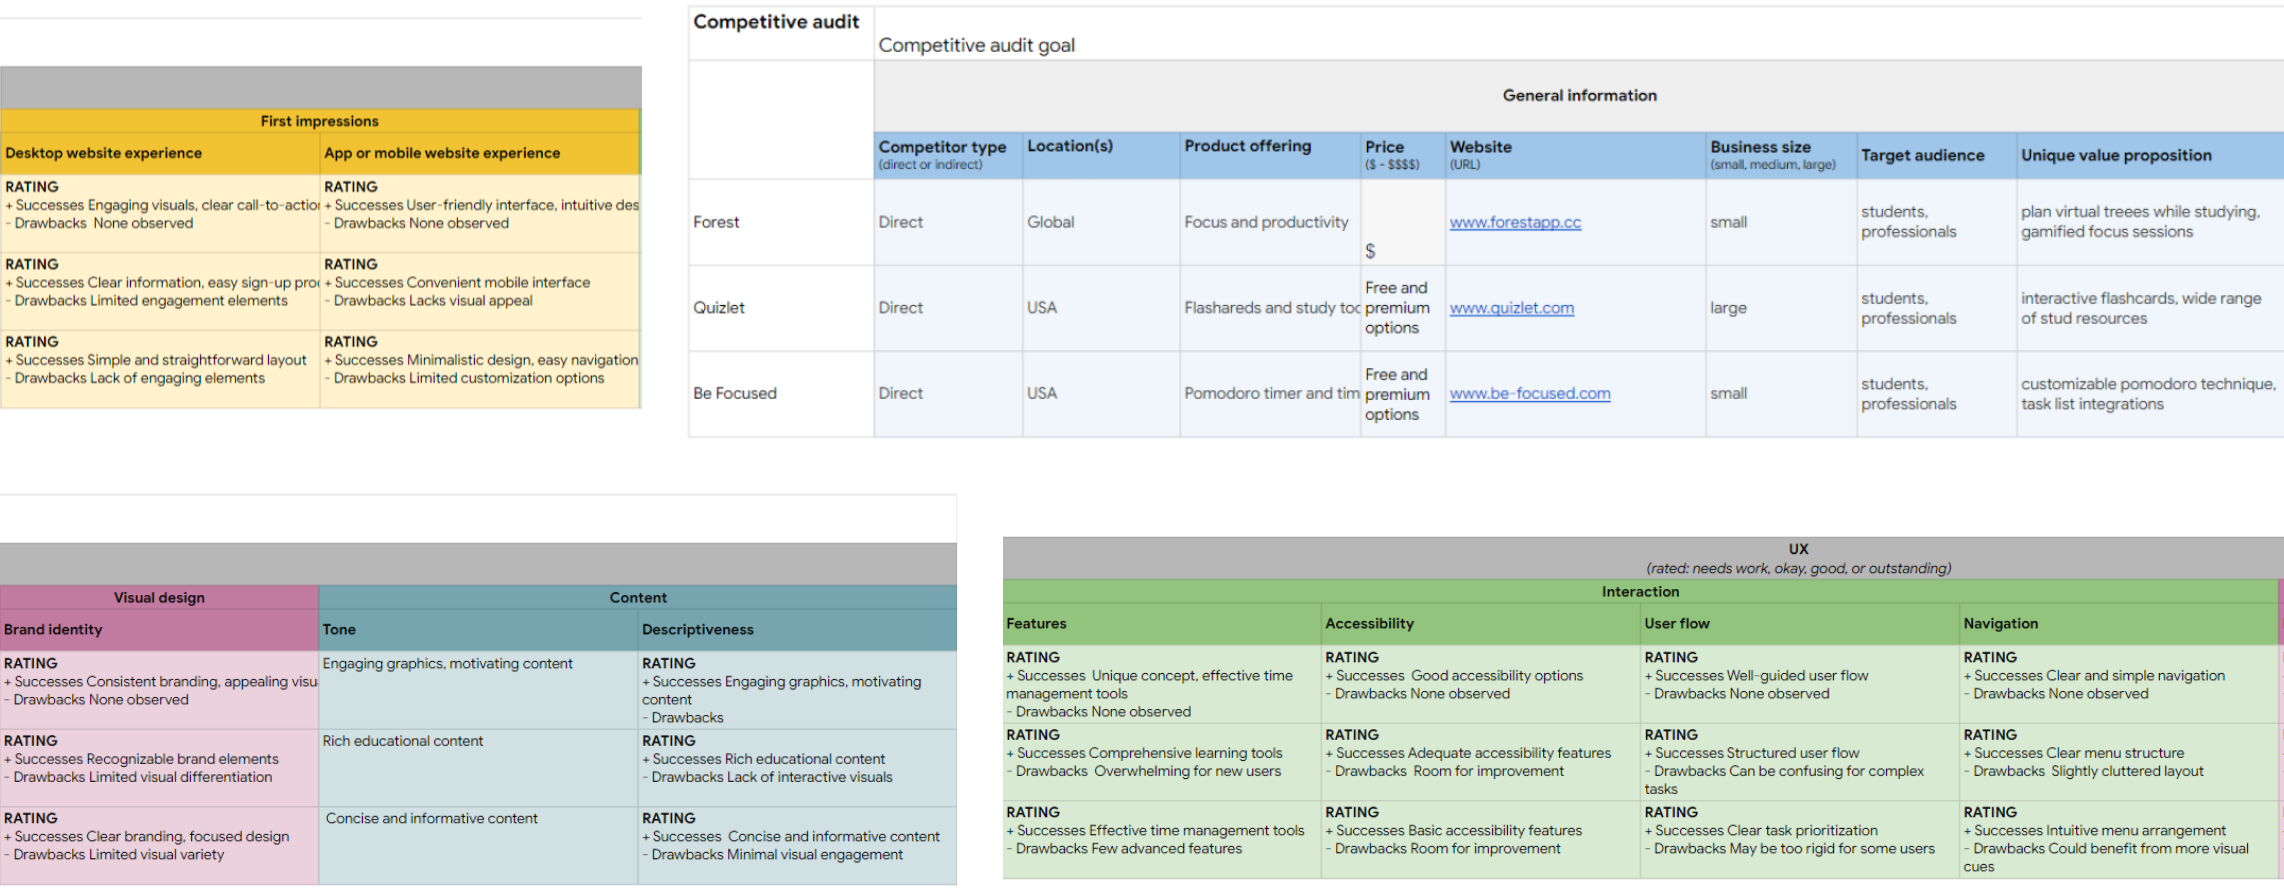 First impressions
Desktop website experience
App or mobile website experience
RATING
+ Successes Engaging visuals, clear call-to-action
- Drawbacks  None observed
RATING
+ Successes User-friendly interface, intuitive des
- Drawbacks None observed
RATING
+ Successes Clear information, easy sign-up pro
- Drawbacks Limited engagement elements
RATING
+ Successes Convenient mobile interface
- Drawbacks Lacks visual appeal
RATING
+ Successes Simple and straightforward layout
- Drawbacks Lack of engaging elements
RATING
+ Successes Minimalistic design, easy navigation
- Drawbacks Limited customization options
Competitive audit
Competitive audit goal
General information
Competitor type
(direct or indirect)
Location(s)
Product offering
Price
($ - $$$$)
Website
(URL)
Business size
(small, medium, large)
Target audience
Unique value proposition
Forest
Direct
Global
Focus and productivity
$
www.forestapp.cc
small
students,
professionals
plan virtual treees while studying,
gamified focus sessions
Quizlet
Direct
USA
Flashareds and study too
Free and
premium
options
www.quizlet.com
large
students,
professionals
interactive flashcards, wide range
of stud resources
Be Focused
Direct
USA
Pomodoro timer and tim
Free and
premium
options
www.be-focused.com
small
students,
professionals
customizable pomodoro technique,
task list integrations
Visual design
Content
Brand identity
Tone
Descriptiveness
RATING
+ Successes Consistent branding, appealing visu
- Drawbacks None observed
Engaging graphics, motivating content
RATING
+ Successes Engaging graphics, motivating
content
- Drawbacks
RATING
+ Successes Recognizable brand elements
- Drawbacks Limited visual differentiation
Rich educational content
RATING
+ Successes Rich educational content
- Drawbacks Lack of interactive visuals
RATING
+ Successes Clear branding, focused design
- Drawbacks Limited visual variety
Concise and informative content
RATING
+ Successes  Concise and informative content
- Drawbacks Minimal visual engagement
UX
(rated: needs work, okay, good, or outstanding)
Interaction
Features
Accessibility
User flow
Navigation
RATING
+ Successes  Unique concept, effective time
management tools
- Drawbacks None observed
RATING
+ Successes  Good accessibility options
- Drawbacks None observed
RATING
+ Successes Well-guided user flow
- Drawbacks None observed
RATING
+ Successes Clear and simple navigation
- Drawbacks None observed
RATING
+ Successes Comprehensive learning tools
- Drawbacks  Overwhelming for new users
RATING
+ Successes Adequate accessibility features
- Drawbacks  Room for improvement
RATING
+ Successes Structured user flow
- Drawbacks Can be confusing for complex
tasks
RATING
+ Successes Clear menu structure
- Drawbacks  Slightly cluttered layout
RATING
+ Successes Effective time management tools
- Drawbacks Few advanced features
RATING
+ Successes Basic accessibility features
- Drawbacks Room for improvement
RATING
+ Successes Clear task prioritization
- Drawbacks May be too rigid for some users
RATING
+ Successes Intuitive menu arrangement
- Drawbacks Could benefit from more visual
cues